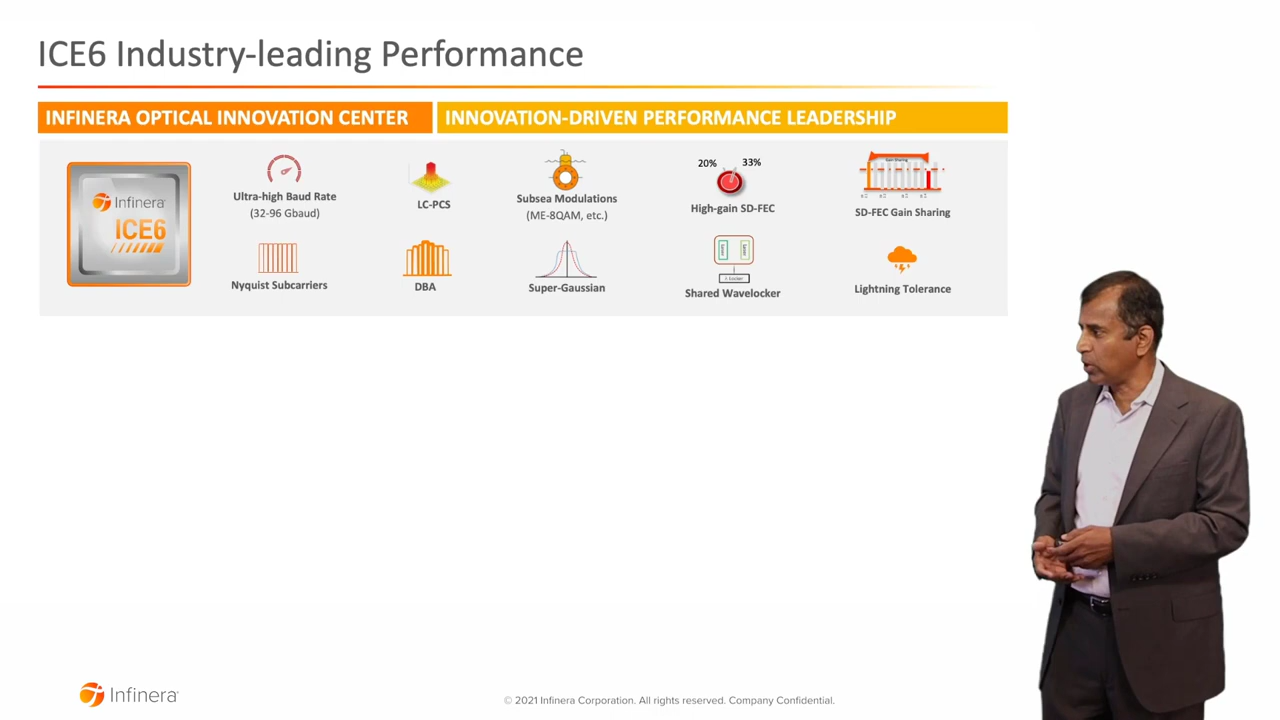 ICE6 Industry-leading Performance
INFINERA OPTICAL INNOVATION CENTER
INNOVATION-DRIVEN PERFORMANCE LEADERSHIP
Infinera
ICE6
Ultra-high Baud Rate
(32-96 Gbaud)
LC-PCS
Subsea Modulations
(ME-8QAM, etc.)
20%
33%
High-gain SD-FEC
Gain Sharing
SD-FEC Gain Sharing
Nyquist Subcarriers
DBA
Super-Gaussian
Shared Wavelocker
Lightning Tolerance
Infinera
© 2021 Infinera Corporation. All rights reserved. Company Confidential.